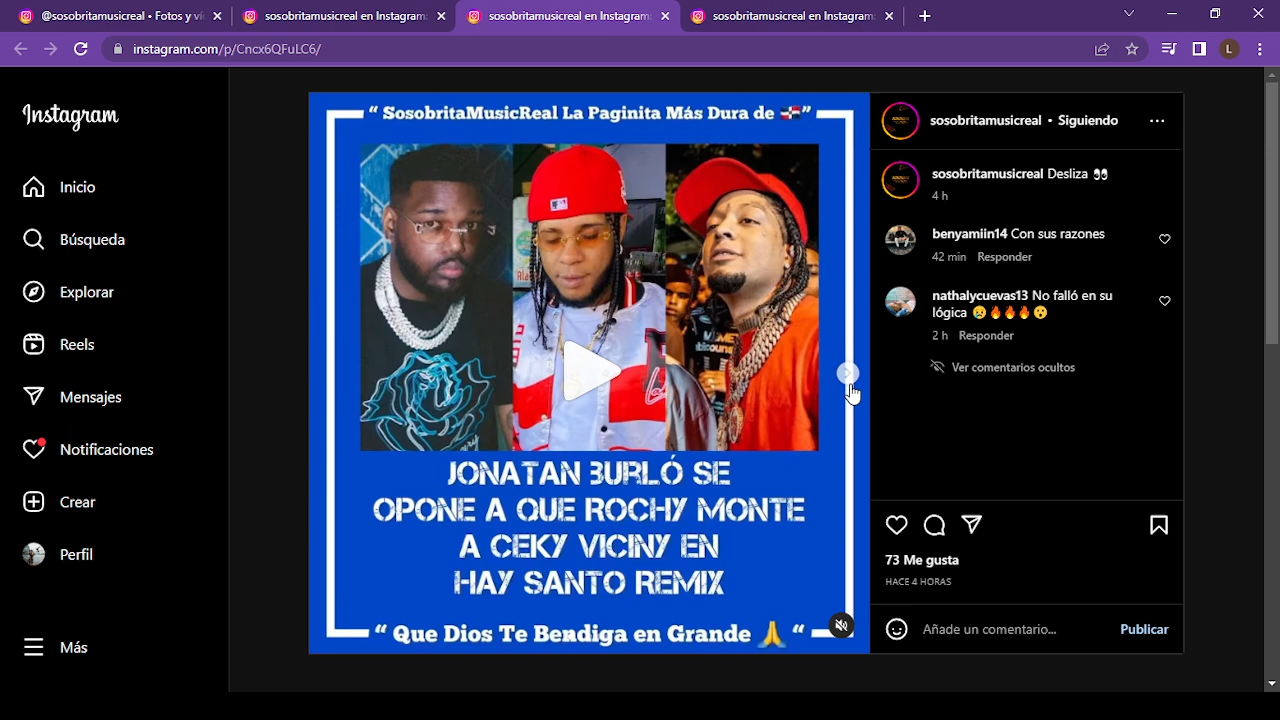 @sosobritamusicreal • Fotos y ví
sosobritamusicreal en Instagram:
sosobritamusicreal en Instagram:
sosobritamusicreal en Instagram:
instagram.com/p/Cncx6QFuLC6/
L
Instagram
Inicio
Búsqueda
Explorar
Reels
Mensajes
Notificaciones
Crear
Perfil
Más
“ SosobritaMusicReal La Paginita Más Dura de 🇩🇴”
JONATAN BURLÓ SE
OPONE A QUE ROCHY MONTE
A CEKY VICINY EN
HAY SANTO REMIX
“ Que Dios Te Bendiga en Grande 🙏 “
sosobritamusicreal • Siguiendo
sosobritamusicreal Desliza 👀
4 h
benyamiin14 Con sus razones
42 min Responder
nathalycuevas13 No falló en su
lógica 😢🔥🔥🔥😮
2 h Responder
Ver comentarios ocultos
73 Me gusta
HACE 4 HORAS
Añade un comentario...
Publicar